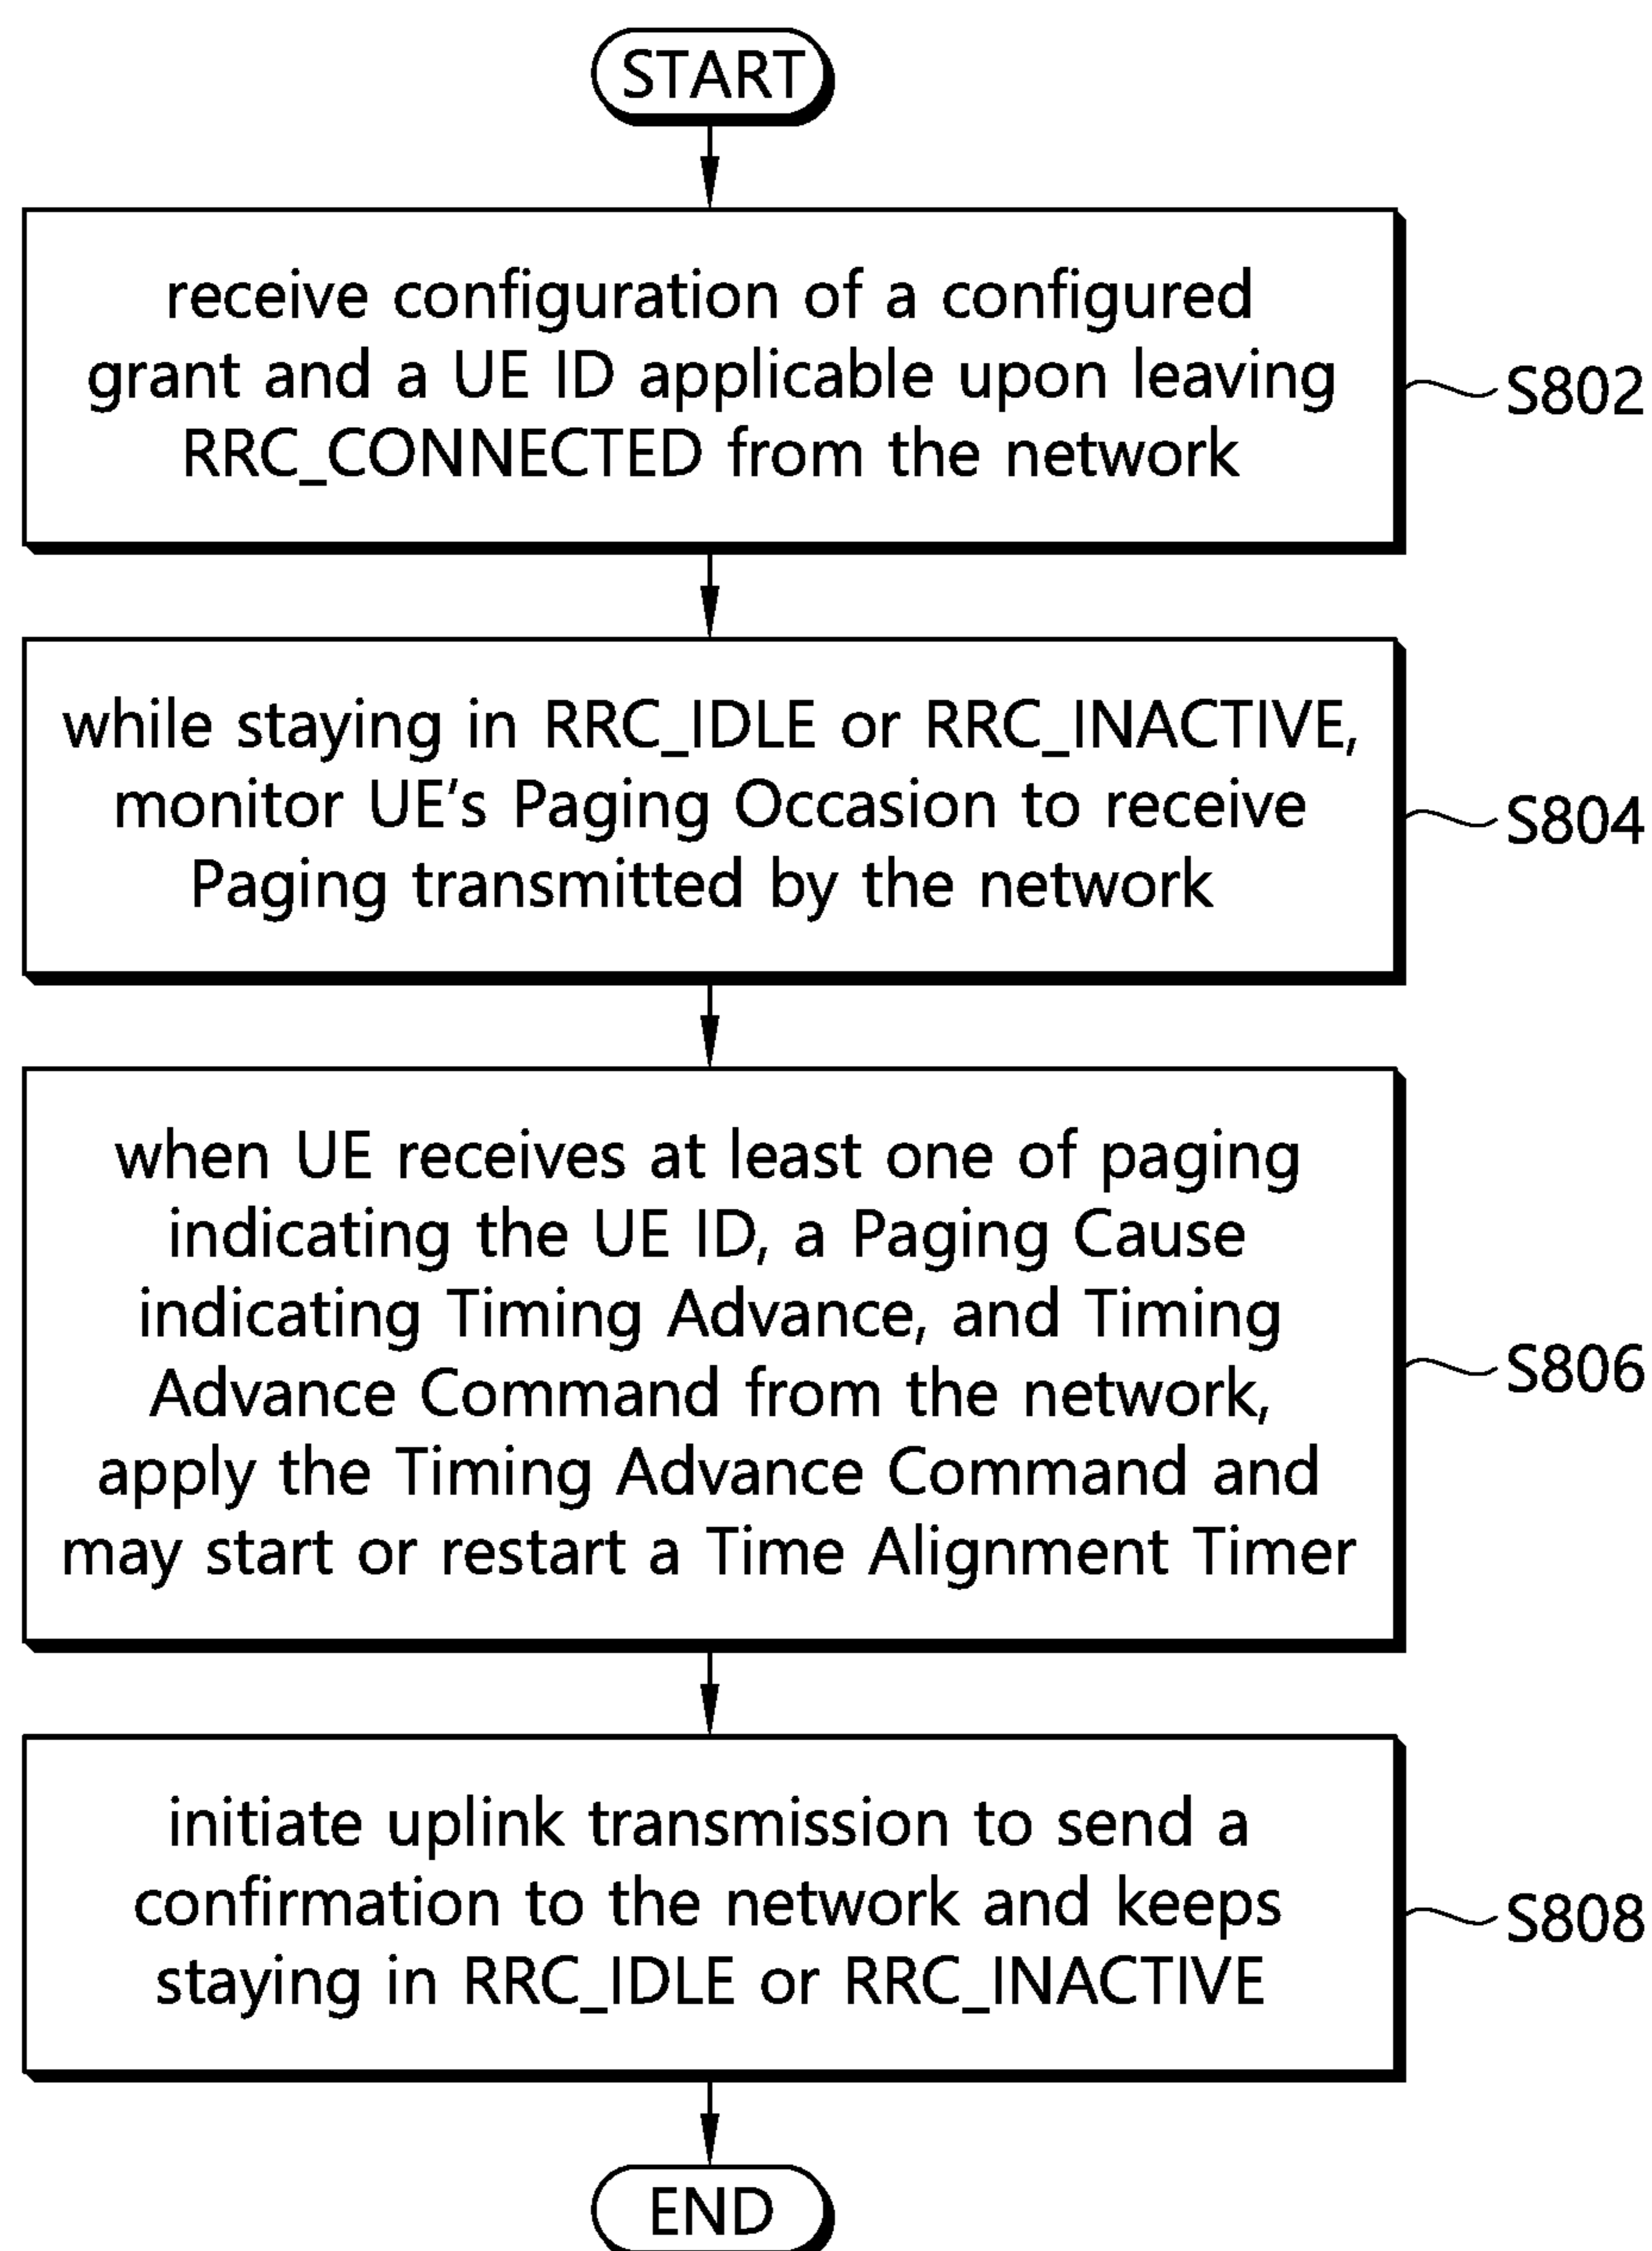 START
receive configuration of a configured
grant and a UE ID applicable upon leaving
RRC_CONNECTED from the network
S802
while staying in RRC_IDLE or RRC_INACTIVE,
monitor UE’s Paging Occasion to receive
Paging transmitted by the network
S804
when UE receives at least one of paging
indicating the UE ID, a Paging Cause
indicating Timing Advance, and Timing
Advance Command from the network,
apply the Timing Advance Command and
may start or restart a Time Alignment Timer
S806
initiate uplink transmission to send a
confirmation to the network and keeps
staying in RRC_IDLE or RRC_INACTIVE
S808
END